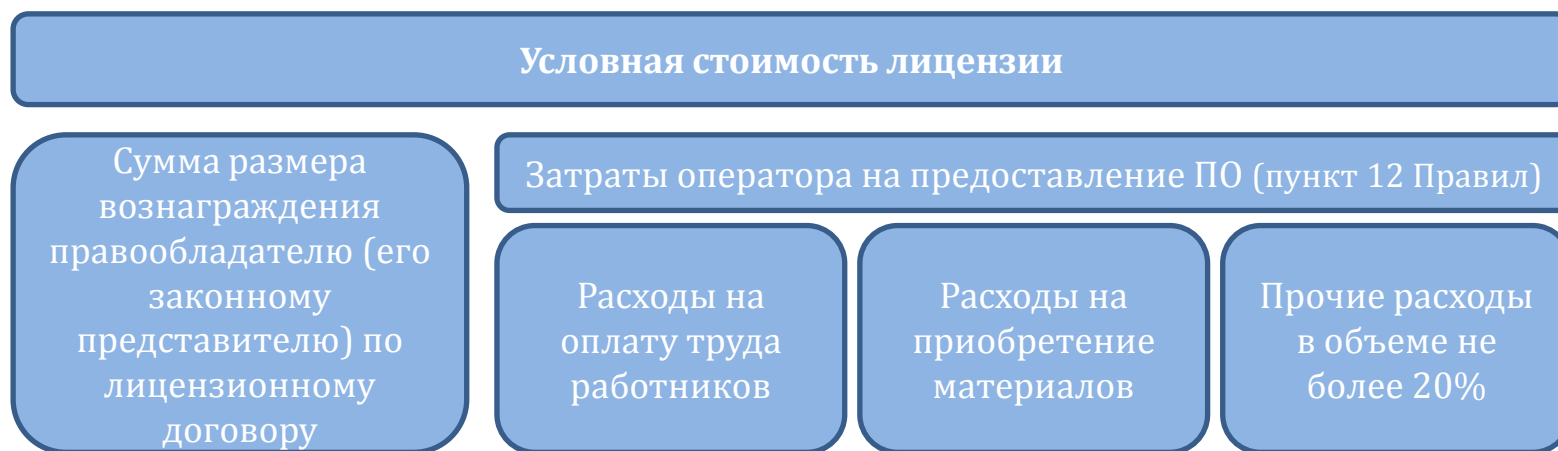 Условная стоимость лицензии
Сумма размера
вознаграждения
правообладателю (его
законному
представителю) по
лицензионному
договору
Затраты оператора на предоставление ПО (пункт 12 Правил)
Расходы на
оплату труда
работников
Расходы на
приобретение
материалов
Прочие расходы
в объеме не
более 20%